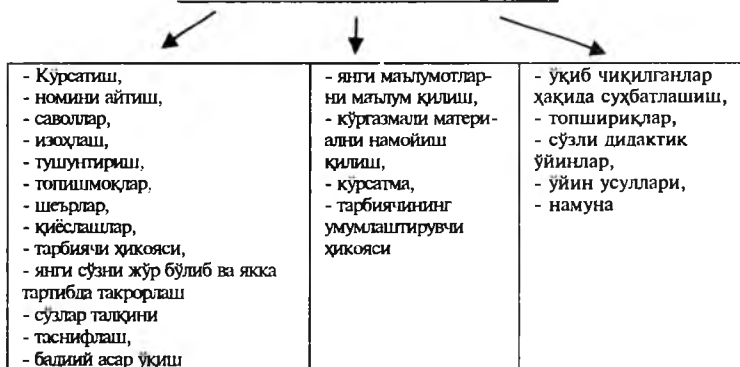 - Кўрсатиш,
- номини айтиш,
- саволлар,
- изоҳлаш,
- тушунтириш,
- топишмоқлар,
- шеърлар,
- қиёслашлар,
- тарбиячи ҳикояси,
- янги сўзни жўр бўлиб ва якка
тартибда такрорлаш
- сўзлар талқини
- таснифлаш,
- бадиий асар ўқиш
- янги маълумотлар-
ни маълум қилиш,
- кўргазмали матери-
ални намойиш
қилиш,
- кўрсатма,
- тарбиячининг
умумлаштирувчи
ҳикояси
- ўқиб чиқилганлар
ҳақида суҳбатлашиш,
- топшириқлар,
- сўзли дидактик
ўйинлар,
- ўйин усуллари,
- намуна